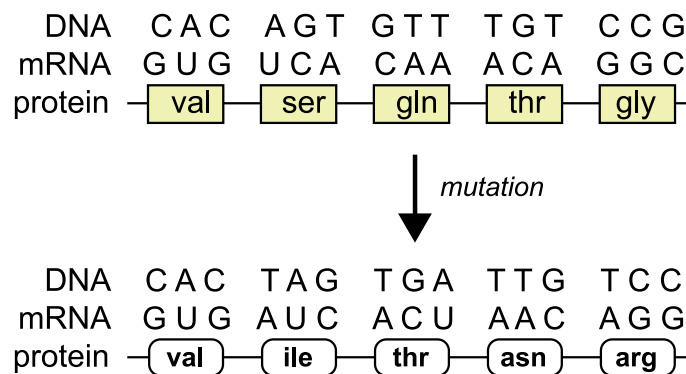 DNA CAC AGT GTT TGT CCG
mRNA GUG UCA CAA ACA GGC
protein val ser gln thr gly
mutation
DNA CAC TAG TGA TTG TCC
mRNA GUG AUC ACU AAC AGG
protein val ile thr asn arg